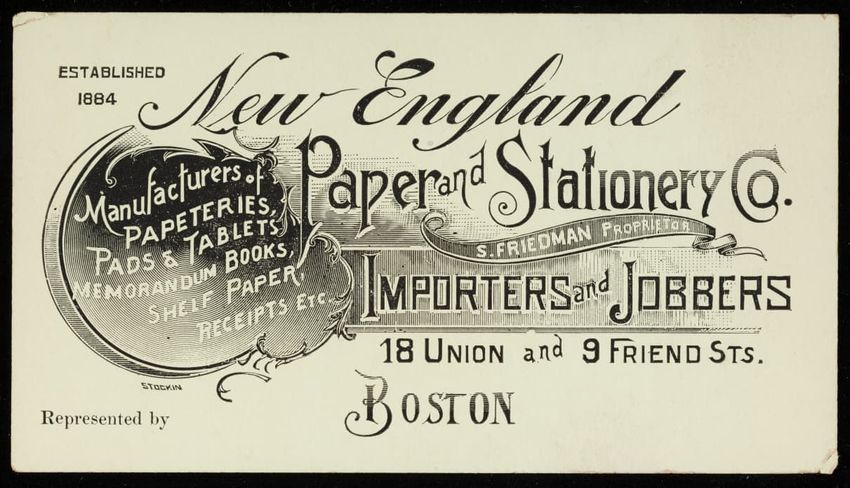 ESTABLISHED
1884
New England
Paper and Stationery Co.
S. FRIEDMAN PROPRIETOR
Manufacturers of
PAPETERIES,
PADS & TABLETS,
MEMORANDUM BOOKS,
SHELF PAPER,
RECEIPTS ETC.
IMPORTERS and JOBBERS
18 UNION and 9 FRIEND STS.
BOSTON
STOCKIN
Represented by